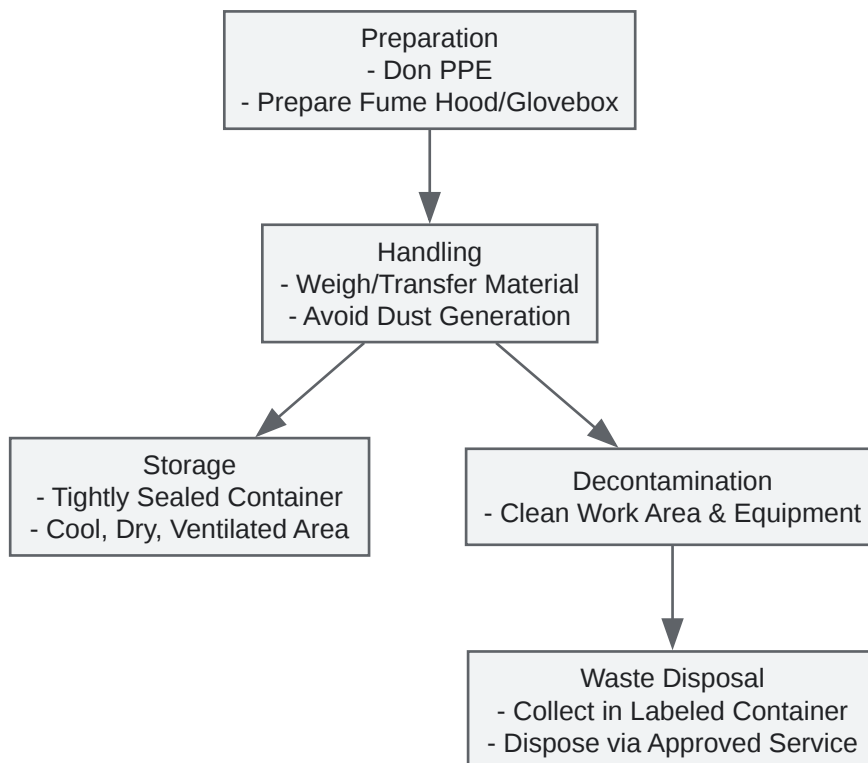 Preparation
- Don PPE
- Prepare Fume Hood/Glovebox
Handling
- Weigh/Transfer Material
- Avoid Dust Generation
Storage
- Tightly Sealed Container
- Cool, Dry, Ventilated Area
Decontamination
- Clean Work Area & Equipment
Waste Disposal
- Collect in Labeled Container
- Dispose via Approved Service